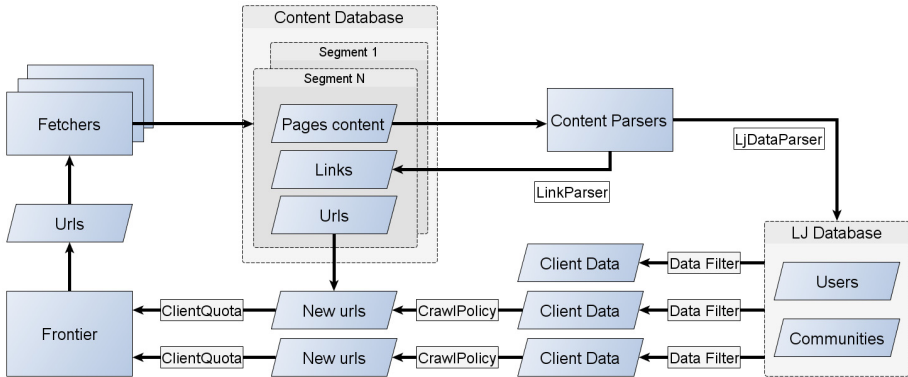 Content Database
Segment 1
Segment N
Fetchers
Pages content
Content Parsers
LjDataParser
Links
LinkParser
Urls
Urls
LJ Database
Client Data
Data Filter
Users
Frontier
ClientQuota
New urls
CrawlPolicy
Client Data
Data Filter
Communities
ClientQuota
New urls
CrawlPolicy
Client Data
Data Filter